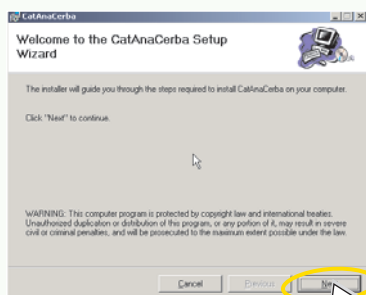 CatAnaCerba
Welcome to the CatAnaCerba Setup
Wizard
The installer will guide you through the steps required to install CatAnaCerba on your computer.
Click "Next" to continue.
WARNING: This computer program is protected by copyright law and international treaties.
Unauthorized duplication or distribution of this program, or any portion of it, may result in severe
civil or criminal penalties, and will be prosecuted to the maximum extent possible under the law.
Cancel Previous Ne